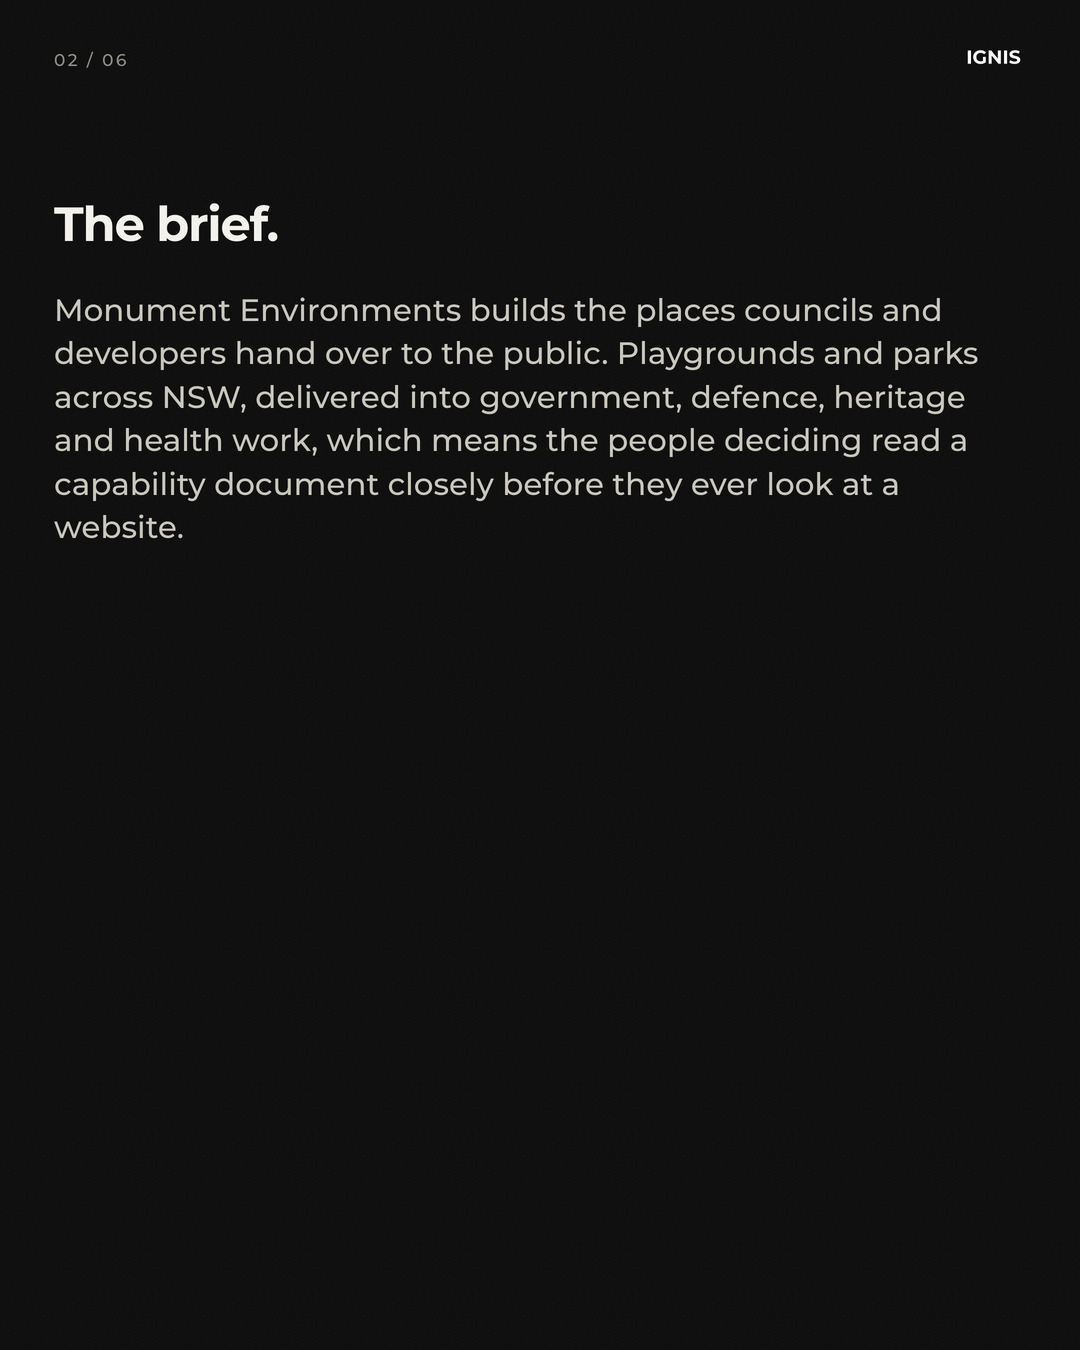 02 / 06
IGNIS
The brief.
Monument Environments builds the places councils and
developers hand over to the public. Playgrounds and parks
across NSW, delivered into government, defence, heritage
and health work, which means the people deciding read a
capability document closely before they ever look at a
website.